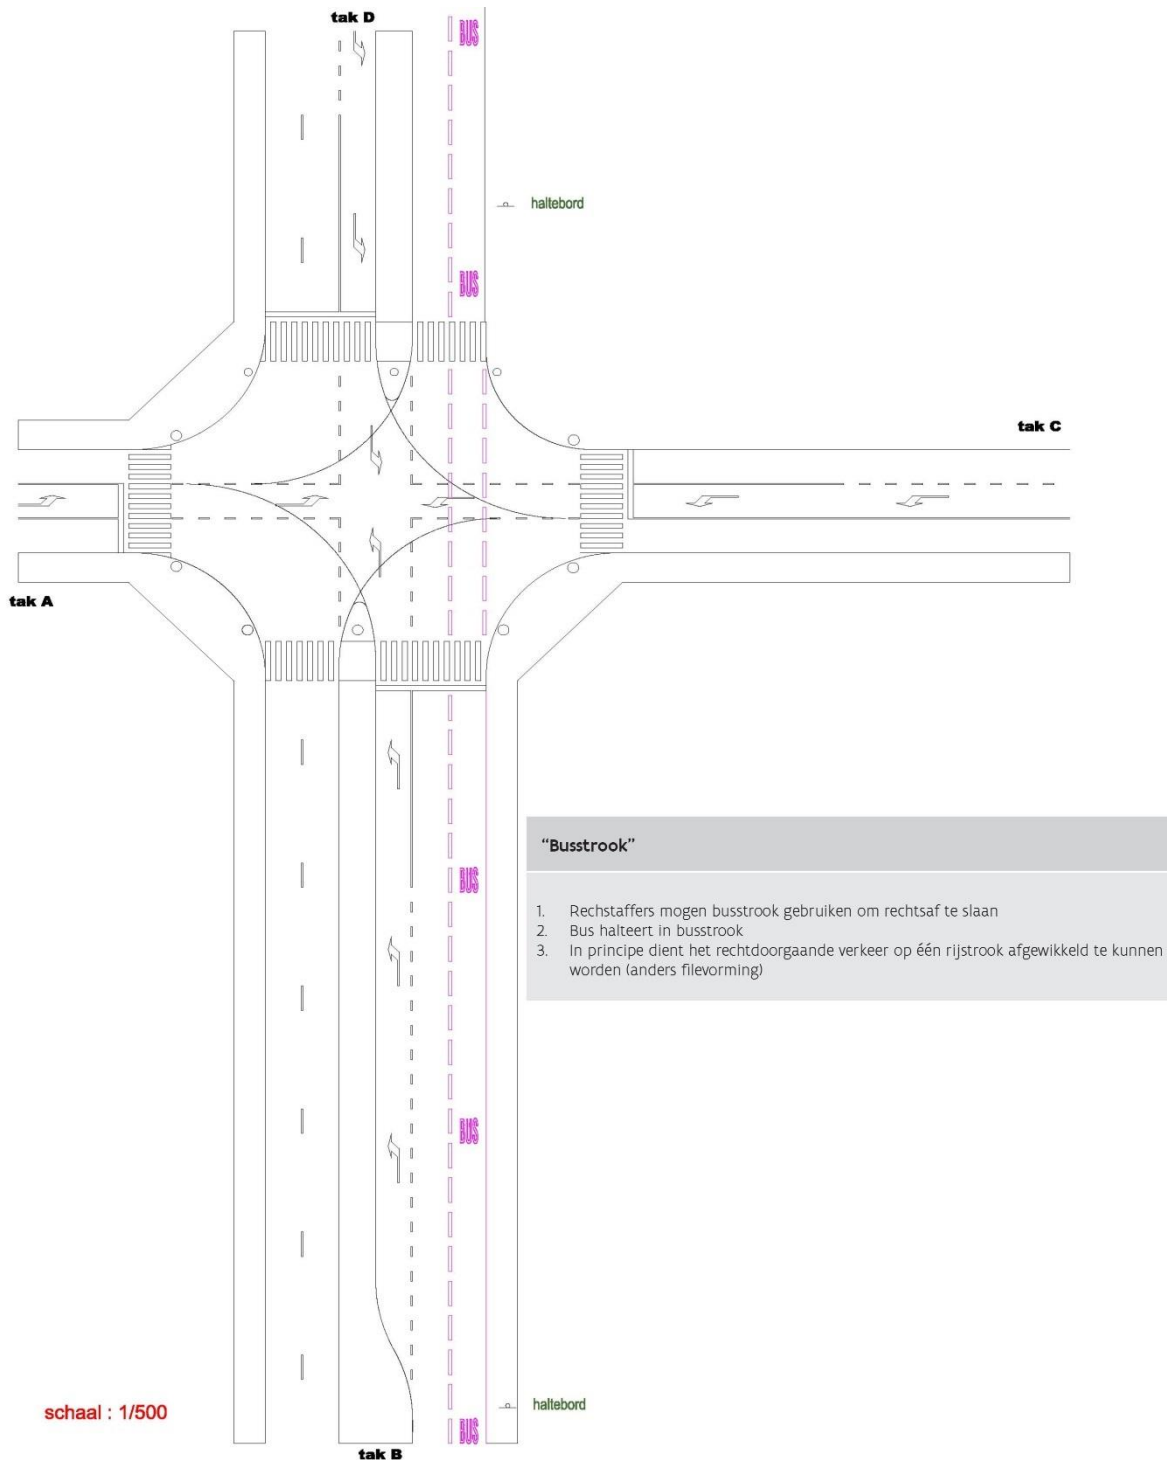 tak D
BUS
haltebord
BUS
tak C
tak A
“Busstrook”
BUS
1. Rechstaffers mogen busstrook gebruiken om rechtsaf te slaan
2. Bus halteert in busstrook
3. In principe dient het rechtdoorgaande verkeer op één rijstrook afgewikkeld te kunnen
worden (anders filevorming)
BUS
haltebord
schaal : 1/500
BUS
tak B